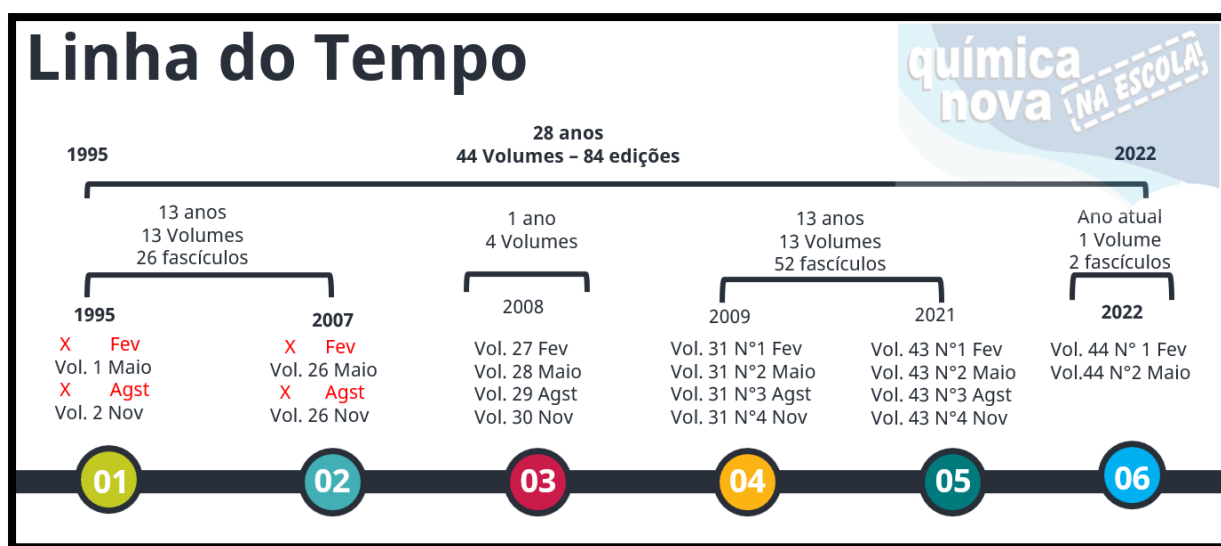 Linha do Tempo
química
nova NA ESCOLA!
28 anos
44 Volumes – 84 edições
1995
2022
13 anos
13 Volumes
26 fascículos
1 ano
4 Volumes
13 anos
13 Volumes
52 fascículos
Ano atual
1 Volume
2 fascículos
1995
X Fev
Vol. 1 Maio
X Agst
Vol. 2 Nov
2007
X Fev
Vol. 26 Maio
X Agst
Vol. 26 Nov
2008
Vol. 27 Fev
Vol. 28 Maio
Vol. 29 Agst
Vol. 30 Nov
2009
Vol. 31 N°1 Fev
Vol. 31 N°2 Maio
Vol. 31 N°3 Agst
Vol. 31 N°4 Nov
2021
Vol. 43 N°1 Fev
Vol. 43 N°2 Maio
Vol. 43 N°3 Agst
Vol. 43 N°4 Nov
2022
Vol. 44 N° 1 Fev
Vol.44 N°2 Maio
01
02
03
04
05
06